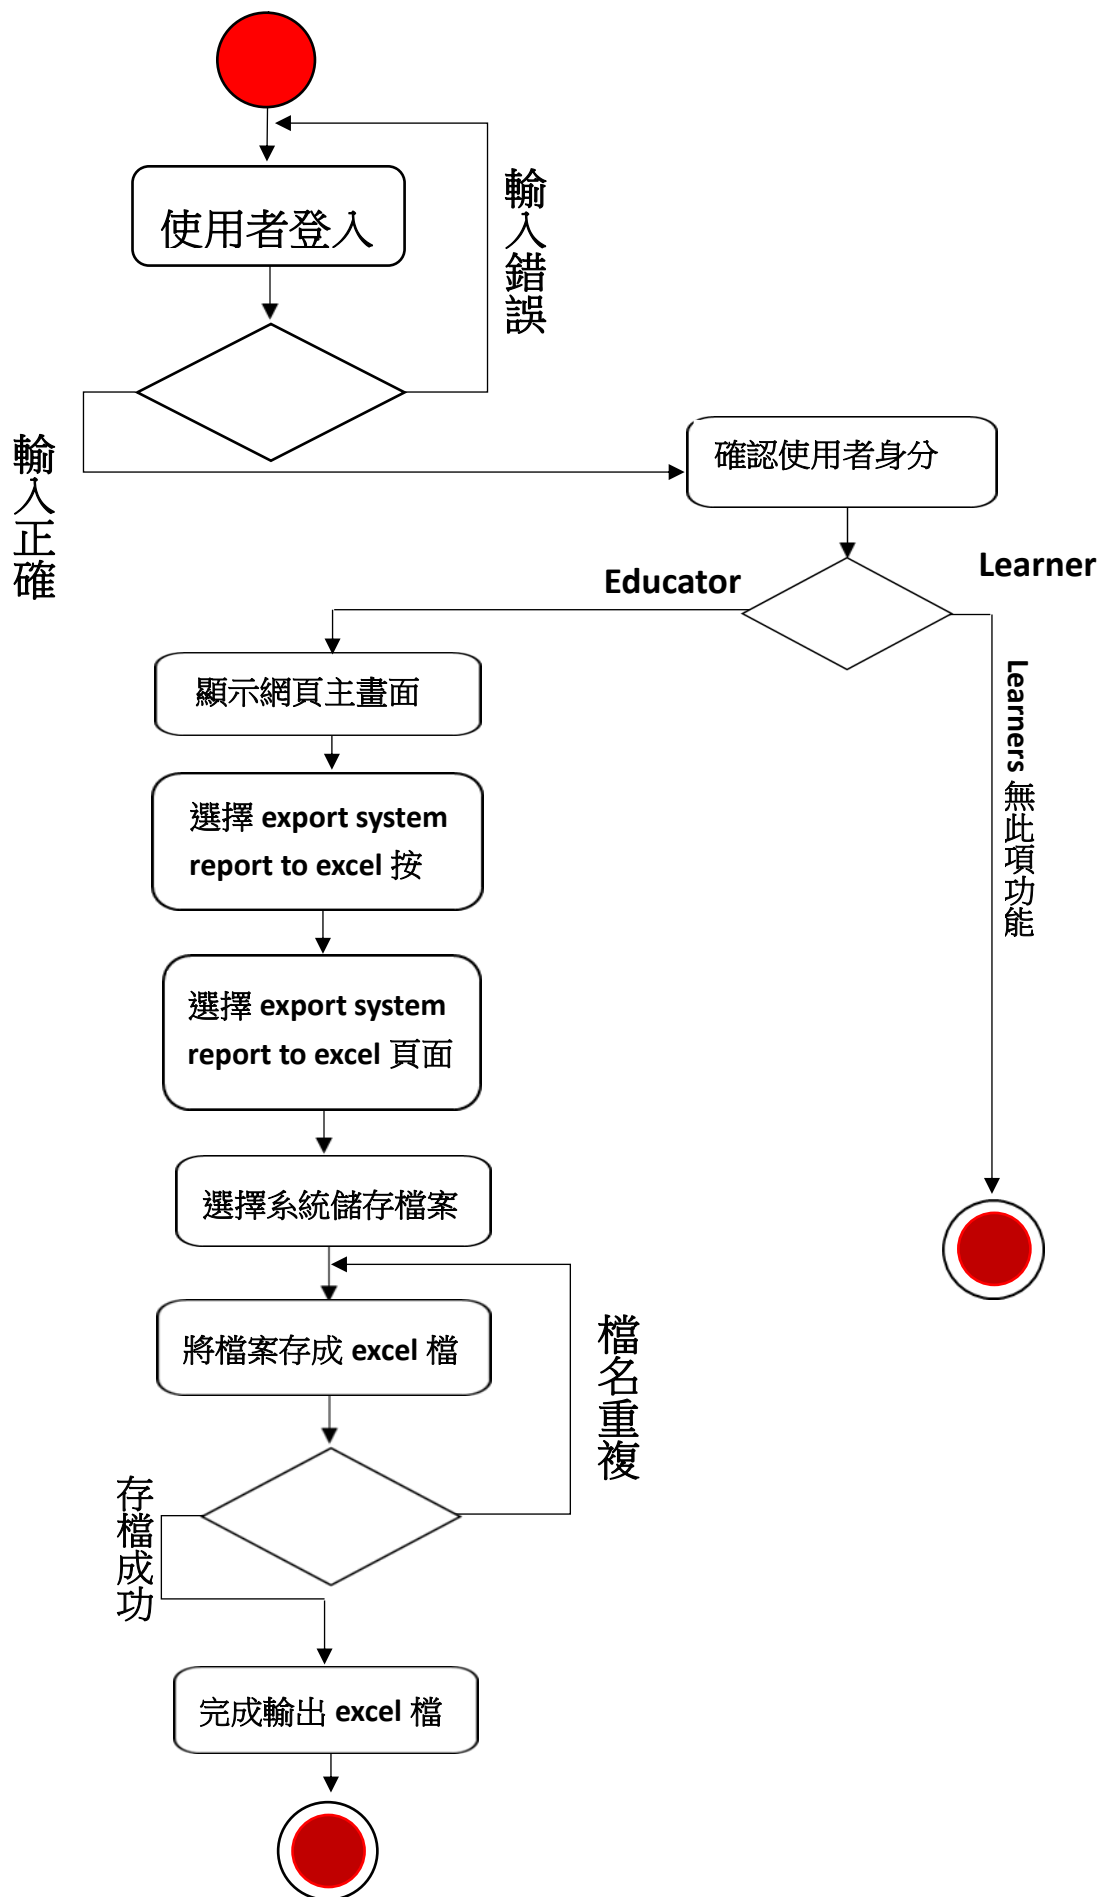 使用者登入
輸入錯誤
輸入正確
確認使用者身分
Educator
Learner
顯示網頁主畫面
Learners 無此項功能
選擇 export system
report to excel 按
選擇 export system
report to excel 頁面
選擇系統儲存檔案
將檔案存成 excel 檔
檔名重複
存檔成功
完成輸出 excel 檔